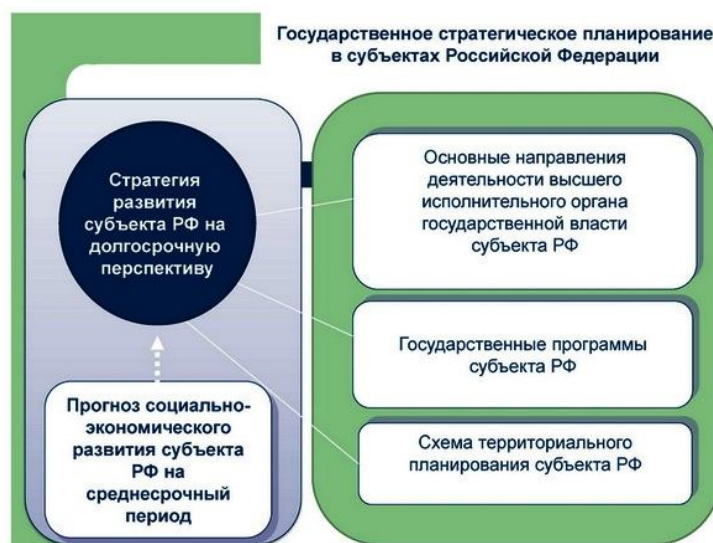 Государственное стратегическое планирование
в субъектах Российской Федерации
Стратегия
развития
субъекта РФ на
долгосрочную
перспективу
Прогноз социально-
экономического
развития субъекта
РФ на
среднесрочный
период
Основные направления
деятельности высшего
исполнительного органа
государственной власти
субъекта РФ
Государственные программы
субъекта РФ
Схема территориального
планирования субъекта РФ